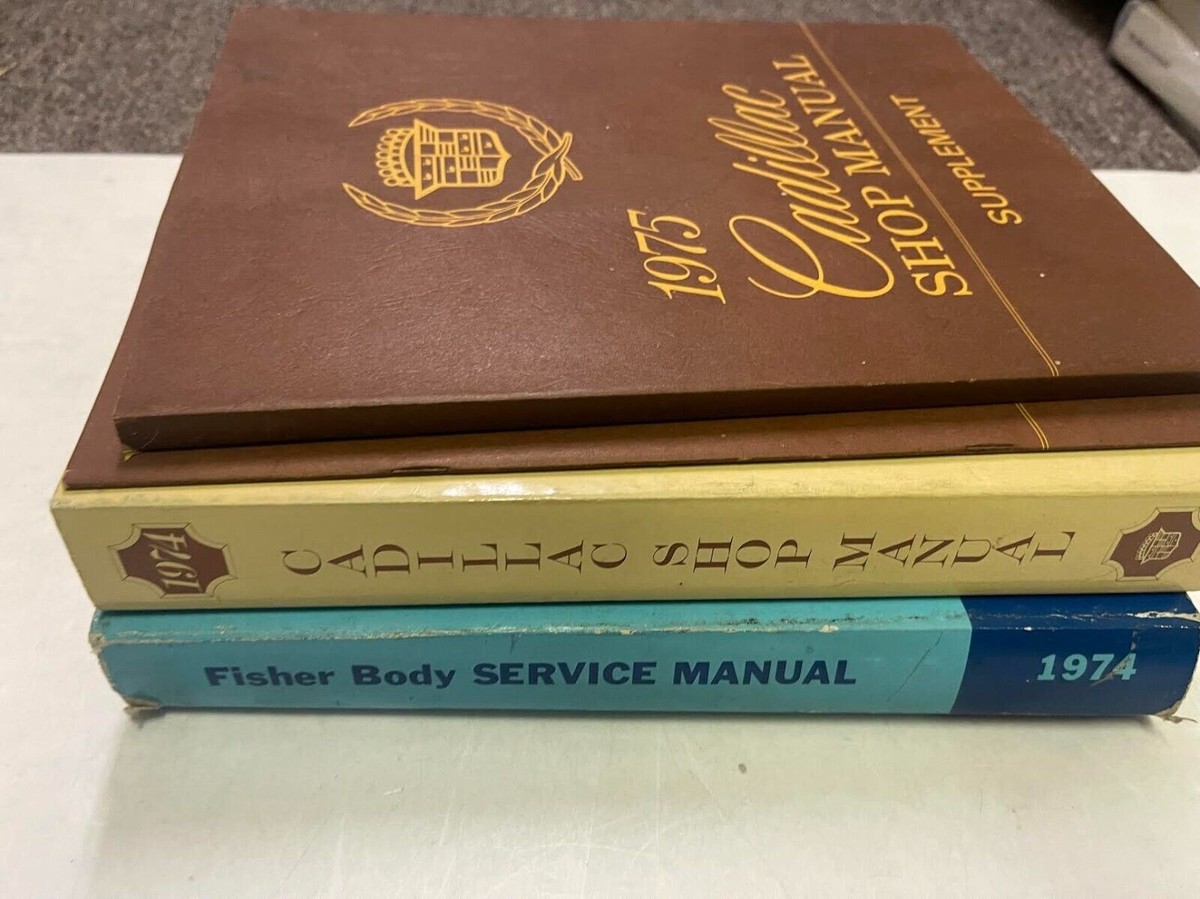 1975
Cadillac
SHOP MANUAL
SUPPLEMENT
1974
CADILLAC SHOP MANUAL
Fisher Body SERVICE MANUAL
1974